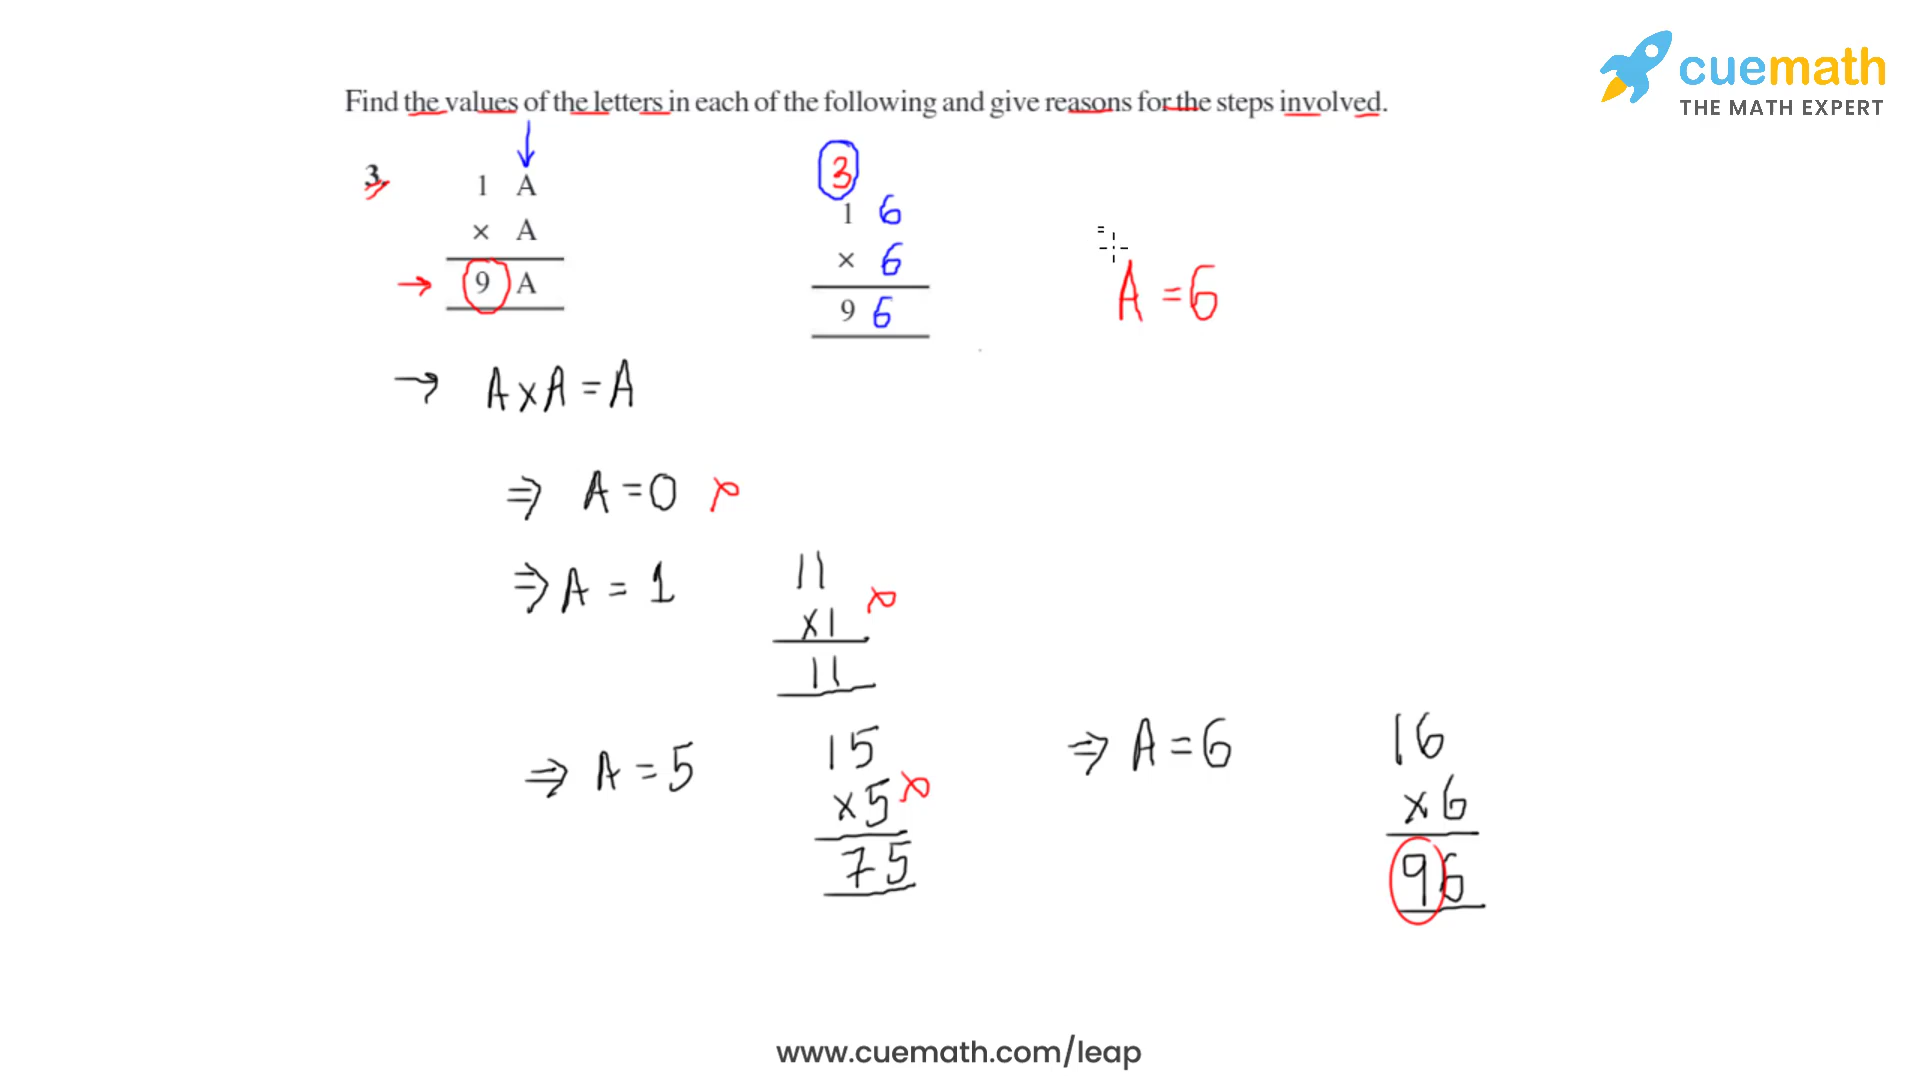 cuemath
THE MATH EXPERT
Find the values of the letters in each of the following and give reasons for the steps involved.
3.
1 A
× A
9 A
3
1 6
× 6
9 6
A = 6
→ A × A = A
⇒ A = 0 ×
⇒ A = 1
11
×1 ×
11
⇒ A = 5
15
×5 ×
75
⇒ A = 6
16
×6
96
www.cuemath.com/leap